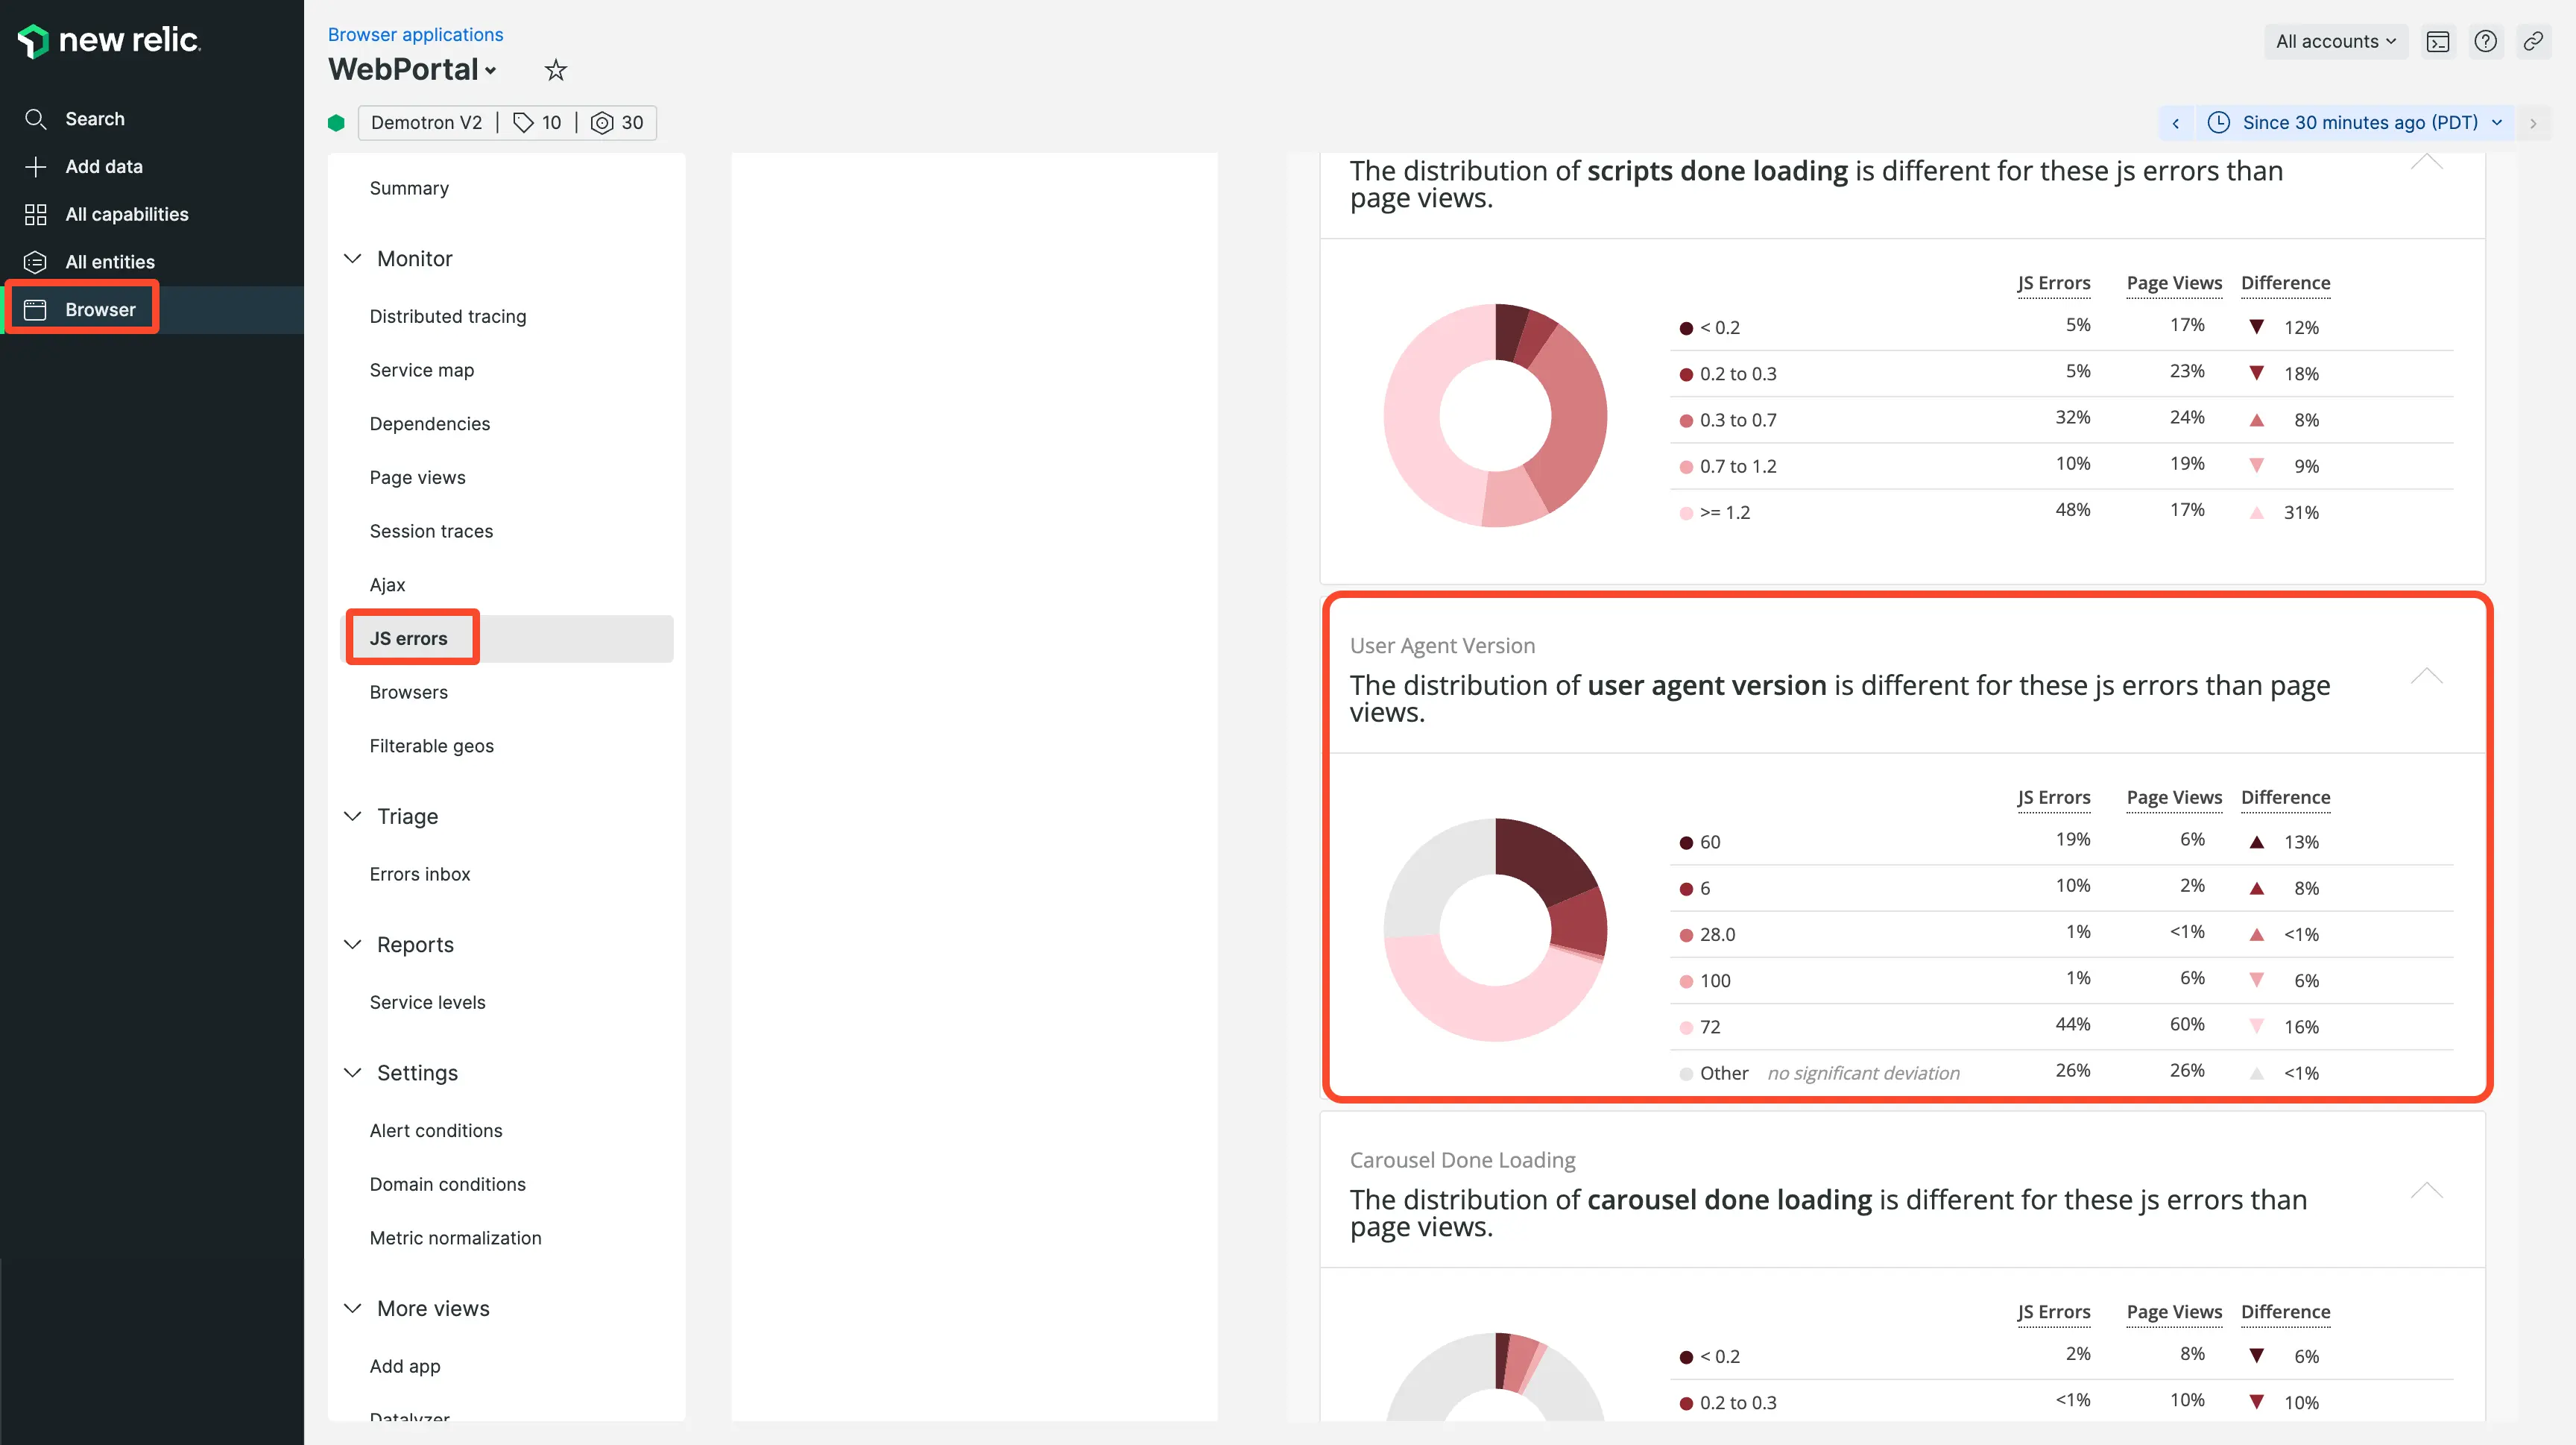 new relic.
Search
Add data
All capabilities
All entities
Browser
Browser applications
WebPortal
All accounts
Demotron V2 | 10 | 30
Since 30 minutes ago (PDT)
Summary
Monitor
Distributed tracing
Service map
Dependencies
Page views
Session traces
Ajax
JS errors
Browsers
Filterable geos
Triage
Errors inbox
Reports
Service levels
Settings
Alert conditions
Domain conditions
Metric normalization
More views
Add app
Datalyzer
The distribution of scripts done loading is different for these js errors than
page views.
JS Errors Page Views Difference
< 0.2 5% 17% ▼ 12%
0.2 to 0.3 5% 23% ▼ 18%
0.3 to 0.7 32% 24% ▲ 8%
0.7 to 1.2 10% 19% ▼ 9%
>= 1.2 48% 17% ▲ 31%
User Agent Version
The distribution of user agent version is different for these js errors than page
views.
JS Errors Page Views Difference
60 19% 6% ▲ 13%
6 10% 2% ▲ 8%
28.0 1% <1% ▲ <1%
100 1% 6% ▼ 6%
72 44% 60% ▼ 16%
Other no significant deviation 26% 26% ▲ <1%
Carousel Done Loading
The distribution of carousel done loading is different for these js errors than
page views.
JS Errors Page Views Difference
< 0.2 2% 8% ▼ 6%
0.2 to 0.3 <1% 10% ▼ 10%